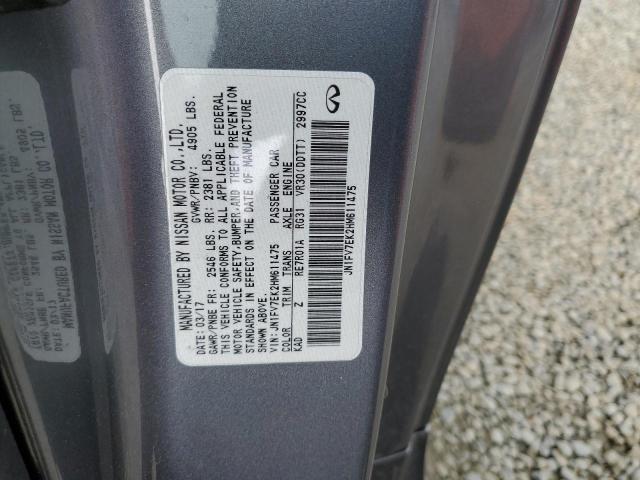 MANUFACTURED BY NISSAN MOTOR CO.,LTD.
DATE: 03/17 GVWR/PNBV: 4905 LBS.
GAWR/PNBE FR: 2546 LBS. RR: 2381 LBS.
THIS VEHICLE CONFORMS TO ALL APPLICABLE FEDERAL
MOTOR VEHICLE SAFETY,BUMPER,AND THEFT PREVENTION
STANDARDS IN EFFECT ON THE DATE OF MANUFACTURE
SHOWN ABOVE.
VIN: JN1FV7EK2HM611475 PASSENGER CAR
COLOR TRIM TRANS AXLE ENGINE
KAD Z RE7R01A RG31 VR30(DDTT) 2997CC
JN1FV7EK2HM611475